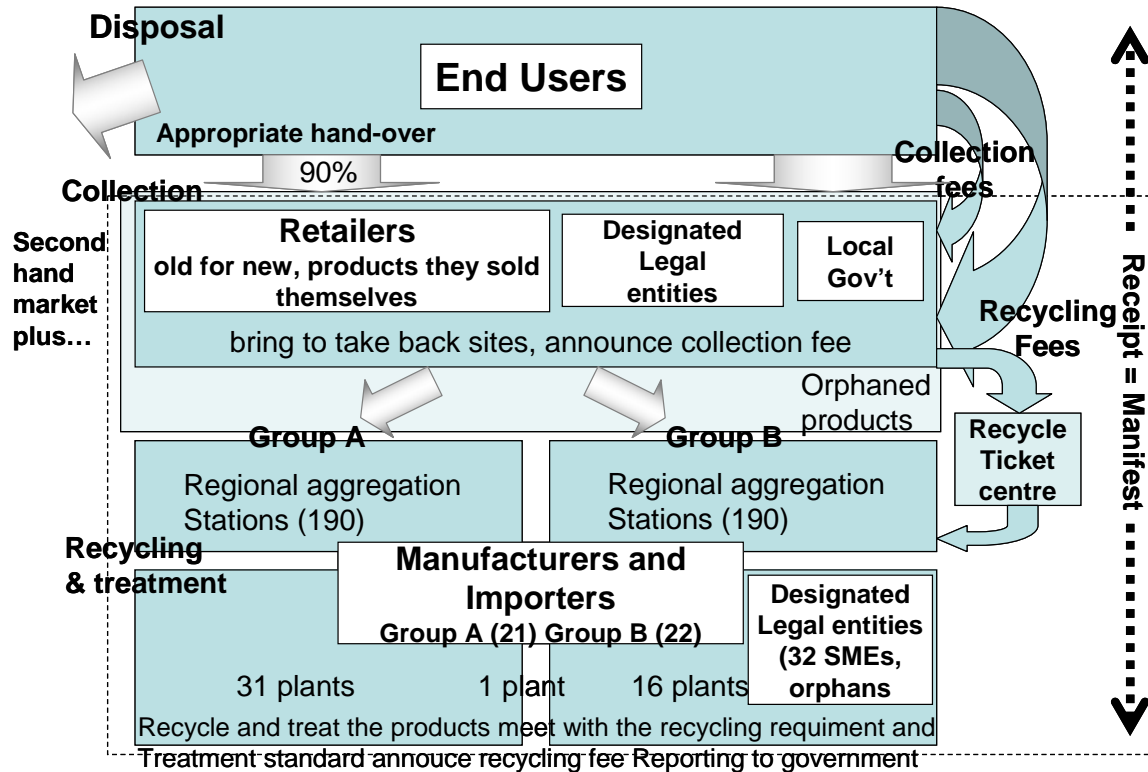 Disposal
End Users
Appropriate hand-over
90%
Collection
fees
Collection
Second
hand
market
plus…
Retailers
old for new, products they sold
themselves
Designated
Legal
entities
Local
Gov't
bring to take back sites, announce collection fee
Recycling
Fees
Receipt = Manifest
Orphaned
products
Recycle
Ticket
centre
Group A
Group B
Regional aggregation
Stations (190)
Regional aggregation
Stations (190)
Recycling
& treatment
Manufacturers and
Importers
Group A (21) Group B (22)
Designated
Legal entities
(32 SMEs,
orphans
31 plants
1 plant
16 plants
Recycle and treat the products meet with the recycling requiment and
Treatment standard annouce recycling fee Reporting to government